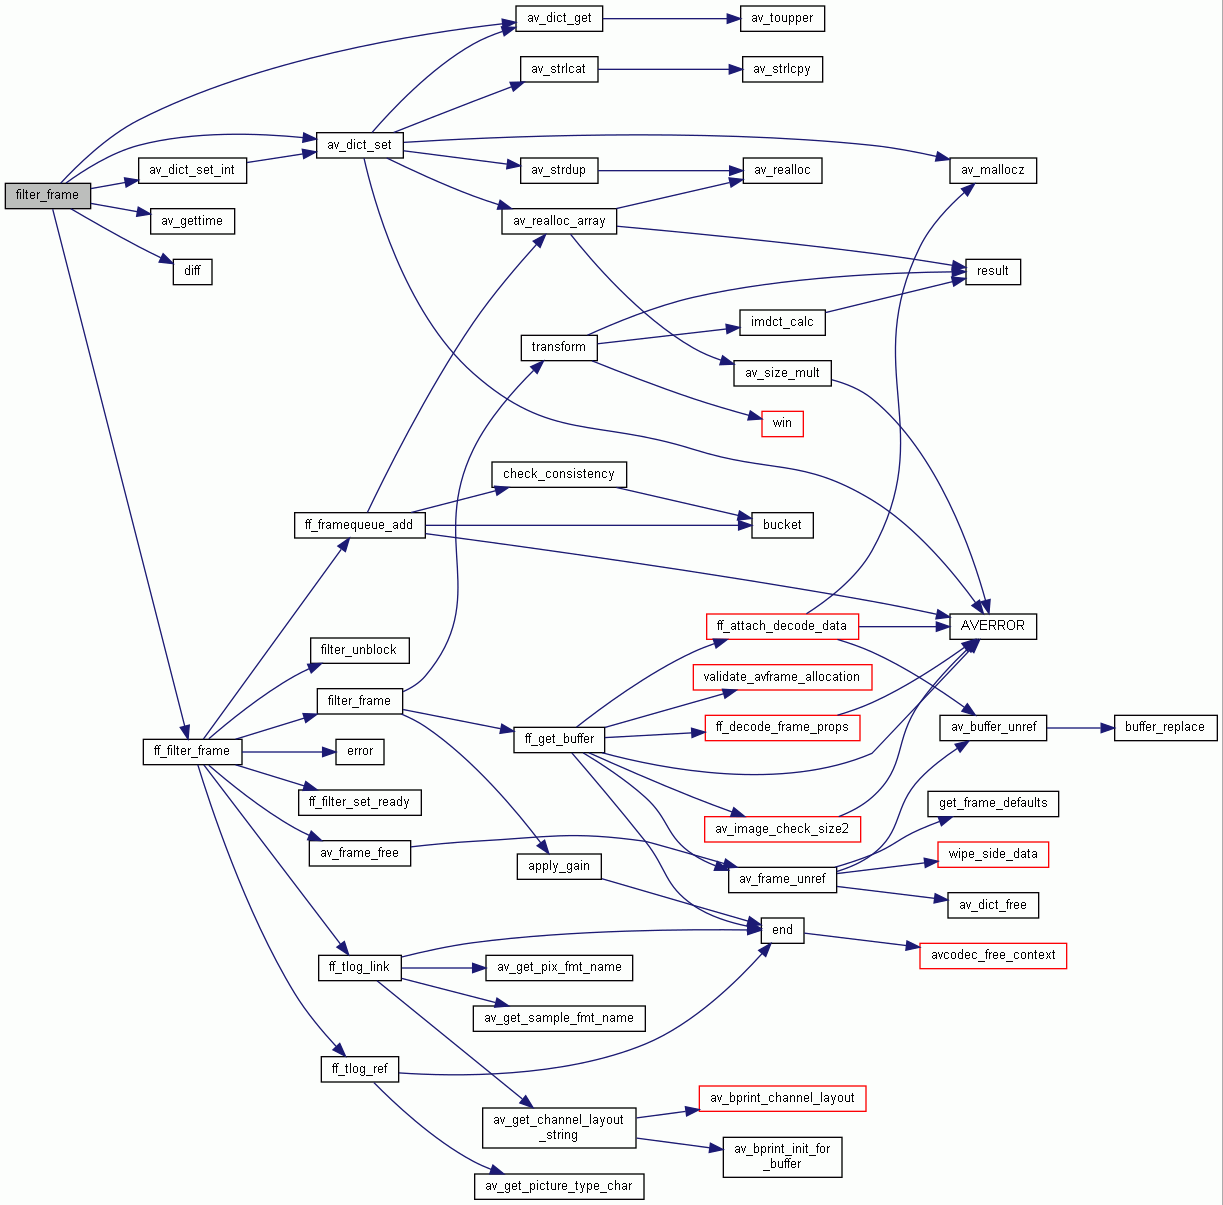 av_dict_get
av_toupper
av_strlcat
av_strlcpy
av_dict_set
av_dict_set_int
av_strdup
av_realloc
av_mallocz
filter_frame
av_gettime
av_realloc_array
diff
result
imdct_calc
transform
av_size_mult
win
check_consistency
ff_framequeue_add
bucket
ff_attach_decode_data
AVERROR
filter_unblock
validate_avframe_allocation
filter_frame
ff_decode_frame_props
av_buffer_unref
buffer_replace
ff_get_buffer
ff_filter_frame
error
ff_filter_set_ready
get_frame_defaults
av_image_check_size2
av_frame_free
wipe_side_data
apply_gain
av_frame_unref
av_dict_free
end
avcodec_free_context
ff_tlog_link
av_get_pix_fmt_name
av_get_sample_fmt_name
ff_tlog_ref
av_bprint_channel_layout
av_get_channel_layout
_string
av_bprint_init_for
_buffer
av_get_picture_type_char